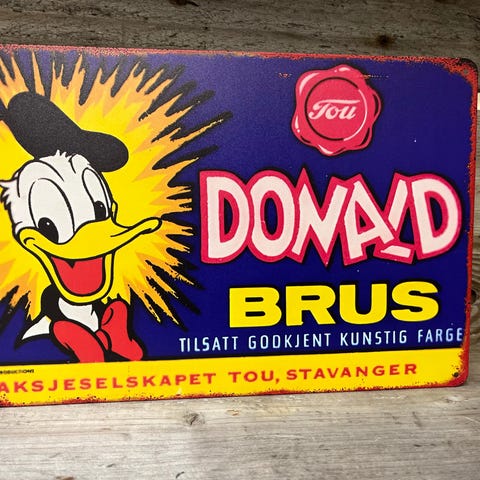 Tou
DONALD
BRUS
TILSATT GODKJENT KUNSTIG FARGE
AKSJESELSKAPET TOU, STAVANGER